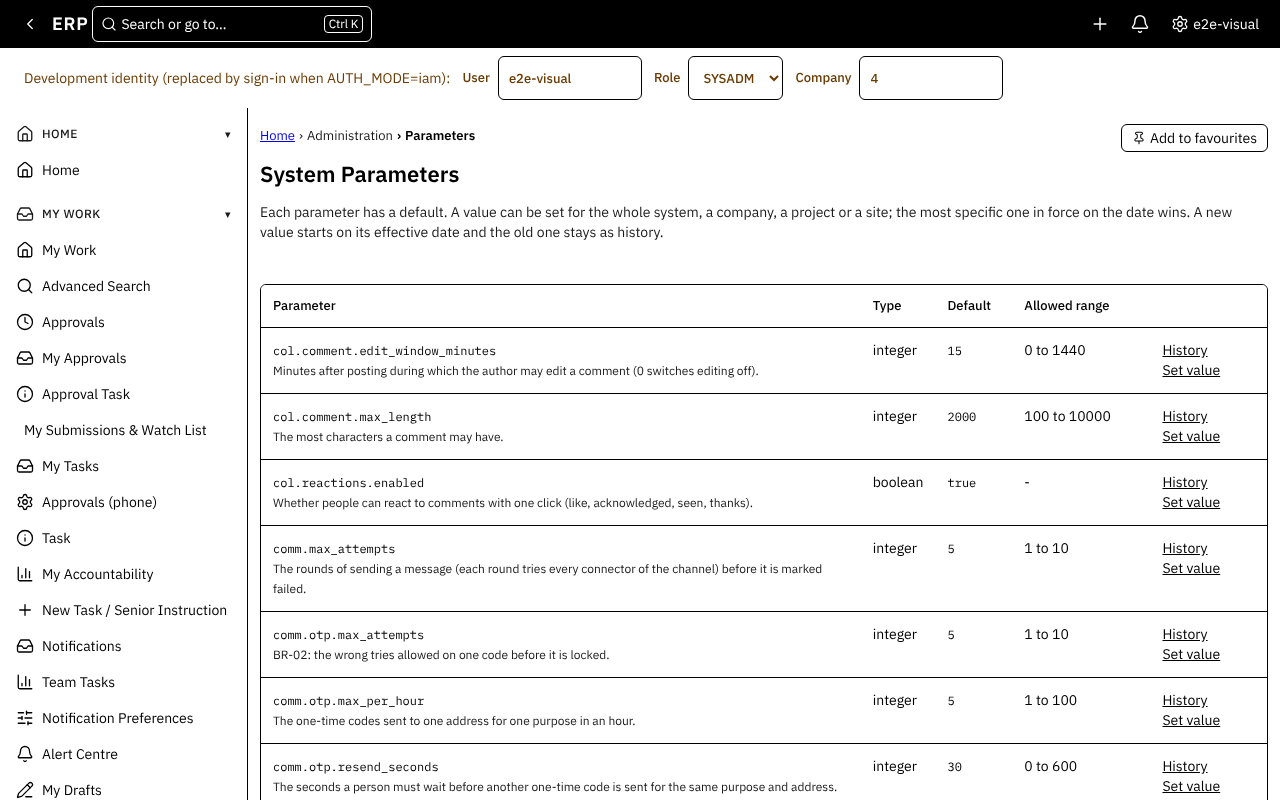 ERP
Search or go to...
Ctrl K
e2e-visual
Development identity (replaced by sign-in when AUTH_MODE=iam): User e2e-visual Role SYSADM Company 4
HOME
Home
MY WORK
My Work
Advanced Search
Approvals
My Approvals
Approval Task
My Submissions & Watch List
My Tasks
Approvals (phone)
Task
My Accountability
New Task / Senior Instruction
Notifications
Team Tasks
Notification Preferences
Alert Centre
My Drafts
Home › Administration › Parameters
Add to favourites
System Parameters
Each parameter has a default. A value can be set for the whole system, a company, a project or a site; the most specific one in force on the date wins. A new
value starts on its effective date and the old one stays as history.
Parameter Type Default Allowed range
col.comment.edit_window_minutes integer 15 0 to 1440 History
Minutes after posting during which the author may edit a comment (0 switches editing off). Set value
col.comment.max_length integer 2000 100 to 10000 History
The most characters a comment may have. Set value
col.reactions.enabled boolean true - History
Whether people can react to comments with one click (like, acknowledged, seen, thanks). Set value
comm.max_attempts integer 5 1 to 10 History
The rounds of sending a message (each round tries every connector of the channel) before it is marked Set value
failed.
comm.otp.max_attempts integer 5 1 to 10 History
BR-02: the wrong tries allowed on one code before it is locked. Set value
comm.otp.max_per_hour integer 5 1 to 100 History
The one-time codes sent to one address for one purpose in an hour. Set value
comm.otp.resend_seconds integer 30 0 to 600 History
The seconds a person must wait before another one-time code is sent for the same purpose and address. Set value